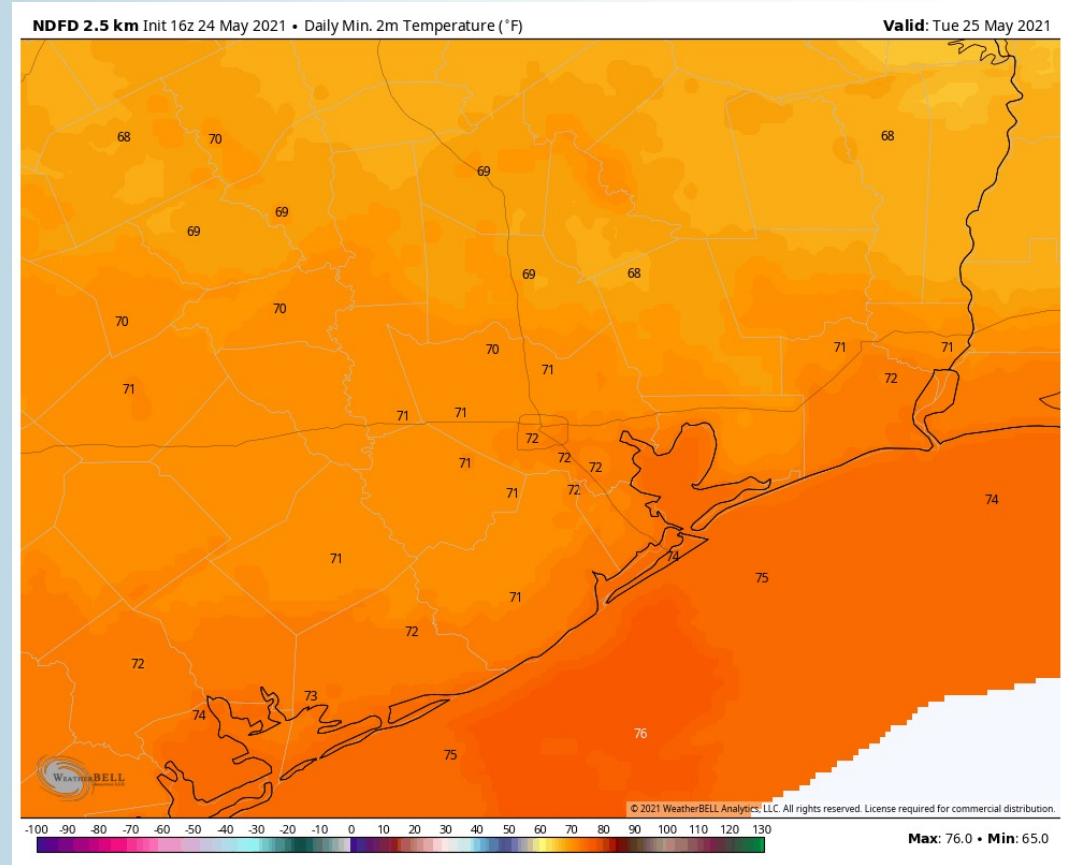 NDFD 2.5 km Init 16z 24 May 2021 • Daily Min. 2m Temperature (°F) Valid: Tue 25 May 2021
68 70 68
69
69 69
69 68
70 70
70 71 71
71 71 72
71 71
72
71 72 72
71 72 74
71 74
75
71
72
72
74 73
75 76
WEATHERBELL
© 2021 WeatherBELL Analytics, LLC. All rights reserved. License required for commercial distribution.
-100 -90 -80 -70 -60 -50 -40 -30 -20 -10 0 10 20 30 40 50 60 70 80 90 100 110 120 130
Max: 76.0 • Min: 65.0